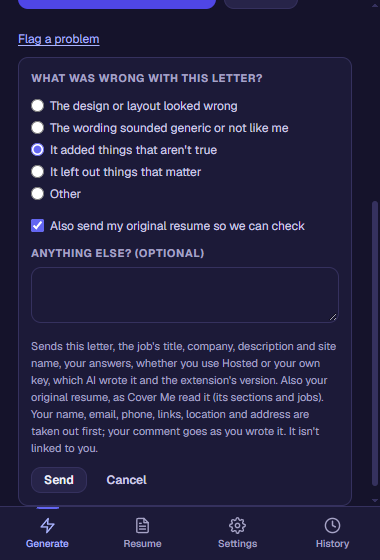 Flag a problem
WHAT WAS WRONG WITH THIS LETTER?
The design or layout looked wrong
The wording sounded generic or not like me
It added things that aren't true
It left out things that matter
Other
Also send my original resume so we can check
ANYTHING ELSE? (OPTIONAL)
Sends this letter, the job's title, company, description and site
name, your answers, whether you use Hosted or your own
key, which AI wrote it and the extension's version. Also your
original resume, as Cover Me read it (its sections and jobs).
Your name, email, phone, links, location and address are
taken out first; your comment goes as you wrote it. It isn't
linked to you.
Send Cancel
Generate Resume Settings History